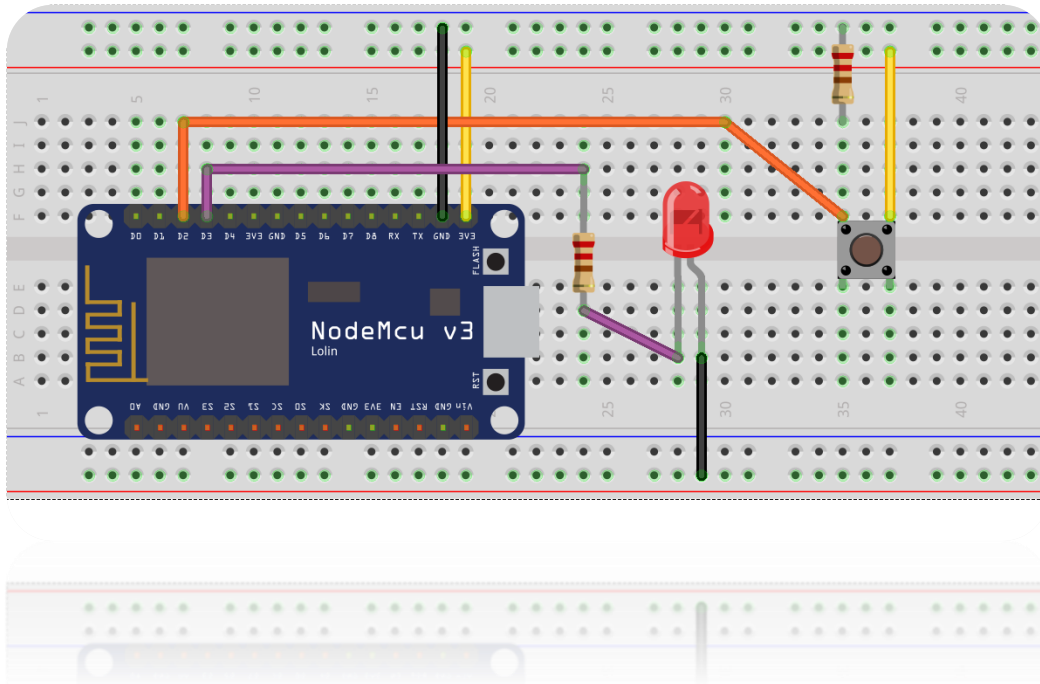 1 5 10 15 20 25 30 35 40
J
I
H
G
F
D0 D1 D2 D3 D4 3V3 GND D5 D6 D7 D8 RX TX GND 3V3
FLASH
E
D
C
B
A
NodeMcu v3
Lolin
RST
A0 GND VU S3 S2 S1 SC SO SK GND 3V3 EN RST GND Vin
1 25 30 35 40